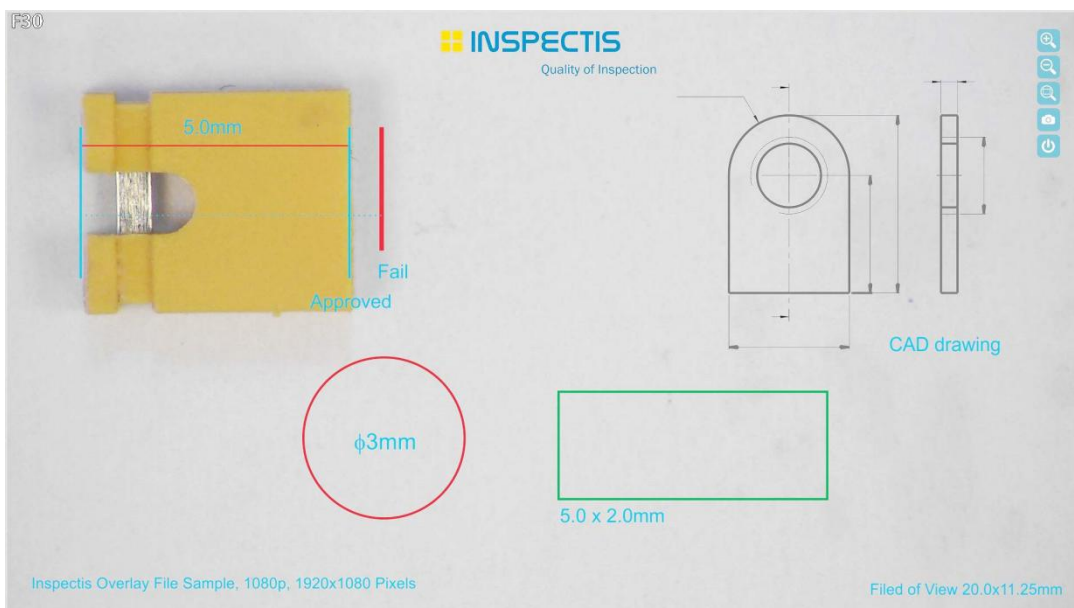 F30
INSPECTIS
Quality of Inspection
5.0mm
Fail
Approved
CAD drawing
ϕ3mm
5.0 x 2.0mm
Inspectis Overlay File Sample, 1080p, 1920x1080 Pixels
Filed of View 20.0x11.25mm